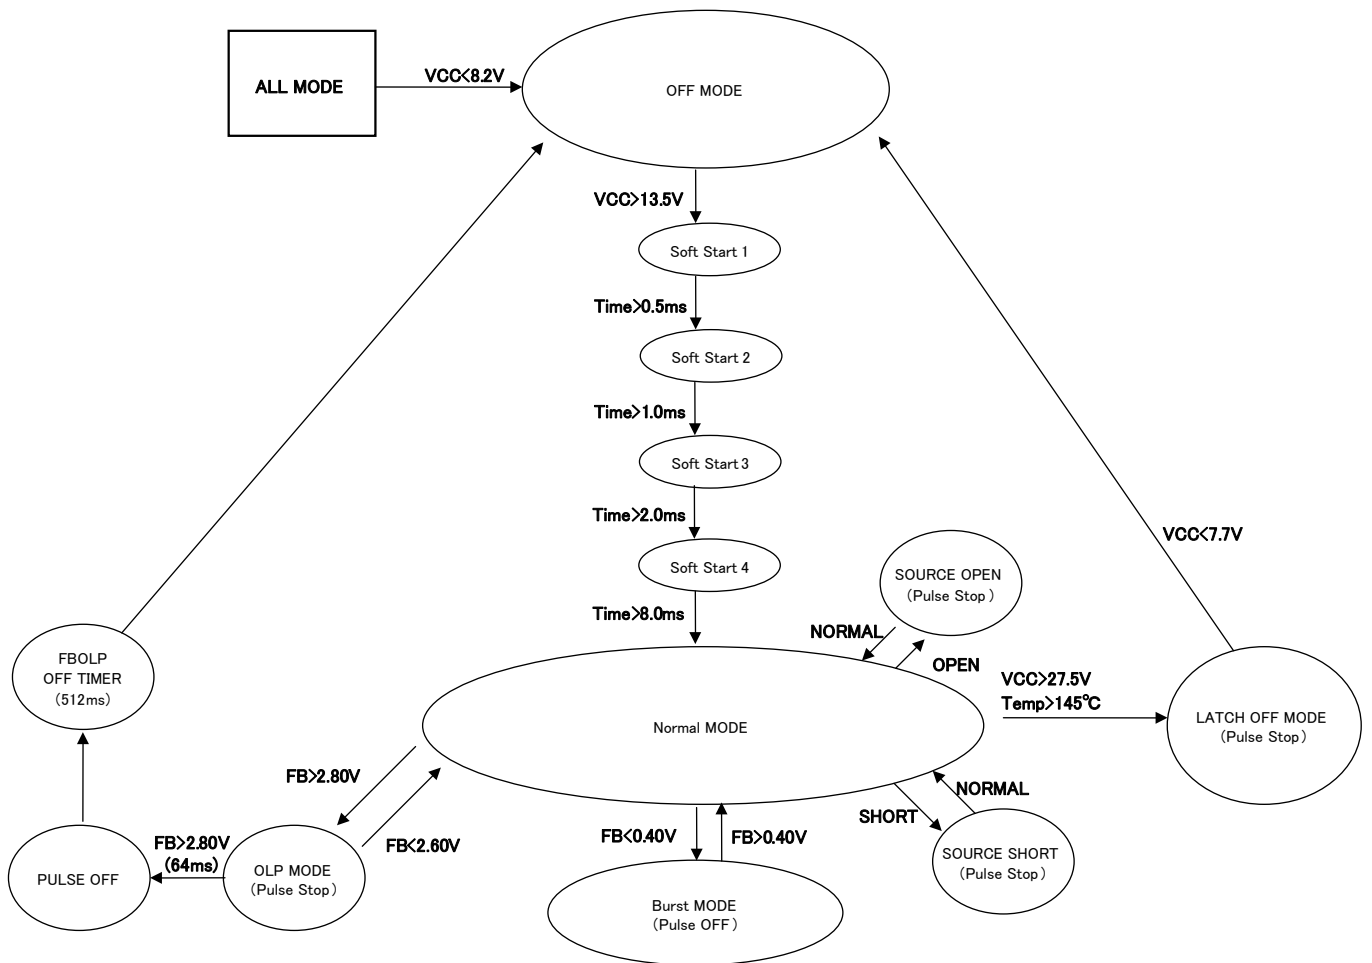 ALL MODE
VCC<8.2V
OFF MODE
VCC>13.5V
Soft Start 1
Time>0.5ms
Soft Start 2
Time>1.0ms
Soft Start 3
Time>2.0ms
Soft Start 4
Time>8.0ms
VCC<7.7V
SOURCE OPEN
(Pulse Stop)
NORMAL
OPEN
FBOLP
OFF TIMER
(512ms)
VCC>27.5V
Temp>145℃
LATCH OFF MODE
(Pulse Stop)
Normal MODE
FB>2.80V
FB<2.60V
NORMAL
SHORT
FB<0.40V
FB>0.40V
FB>2.80V
(64ms)
PULSE OFF
OLP MODE
(Pulse Stop)
SOURCE SHORT
(Pulse Stop)
Burst MODE
(Pulse OFF)